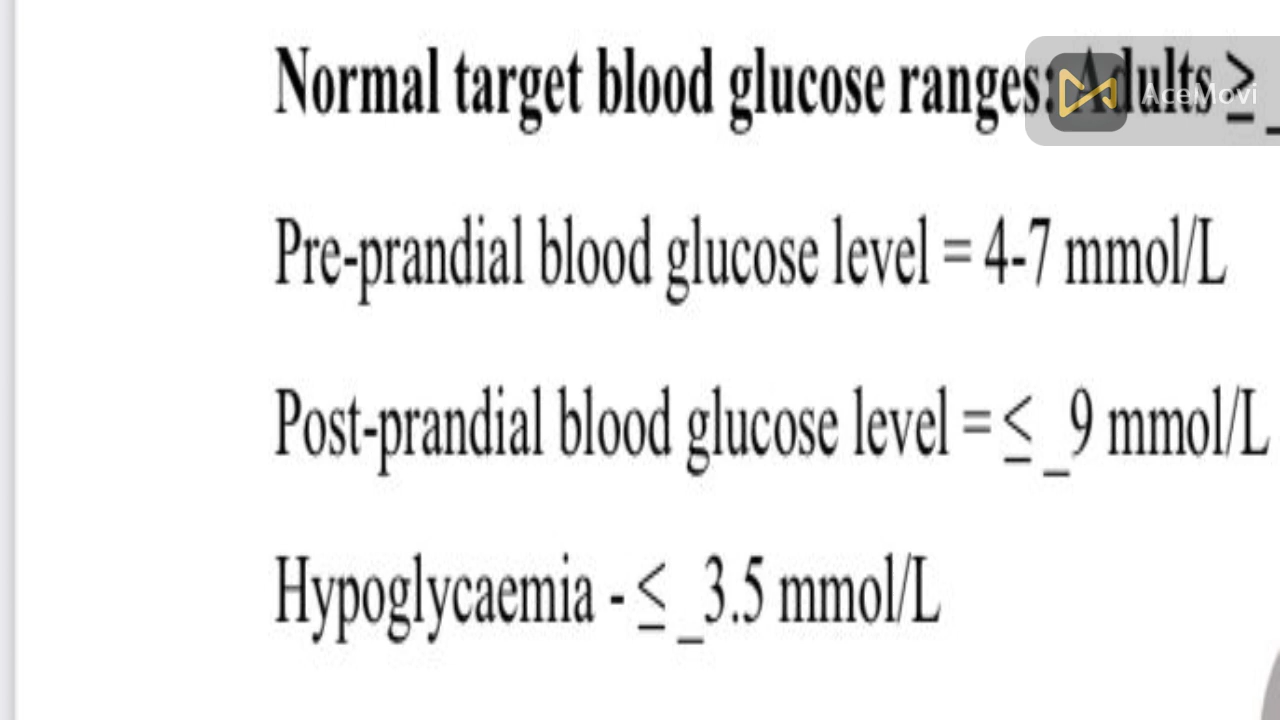 Normal target blood glucose ranges: Adults ≥ _
AceMovi
Pre-prandial blood glucose level = 4-7 mmol/L
Post-prandial blood glucose level = ≤ _9 mmol/L
Hypoglycaemia - ≤ _3.5 mmol/L